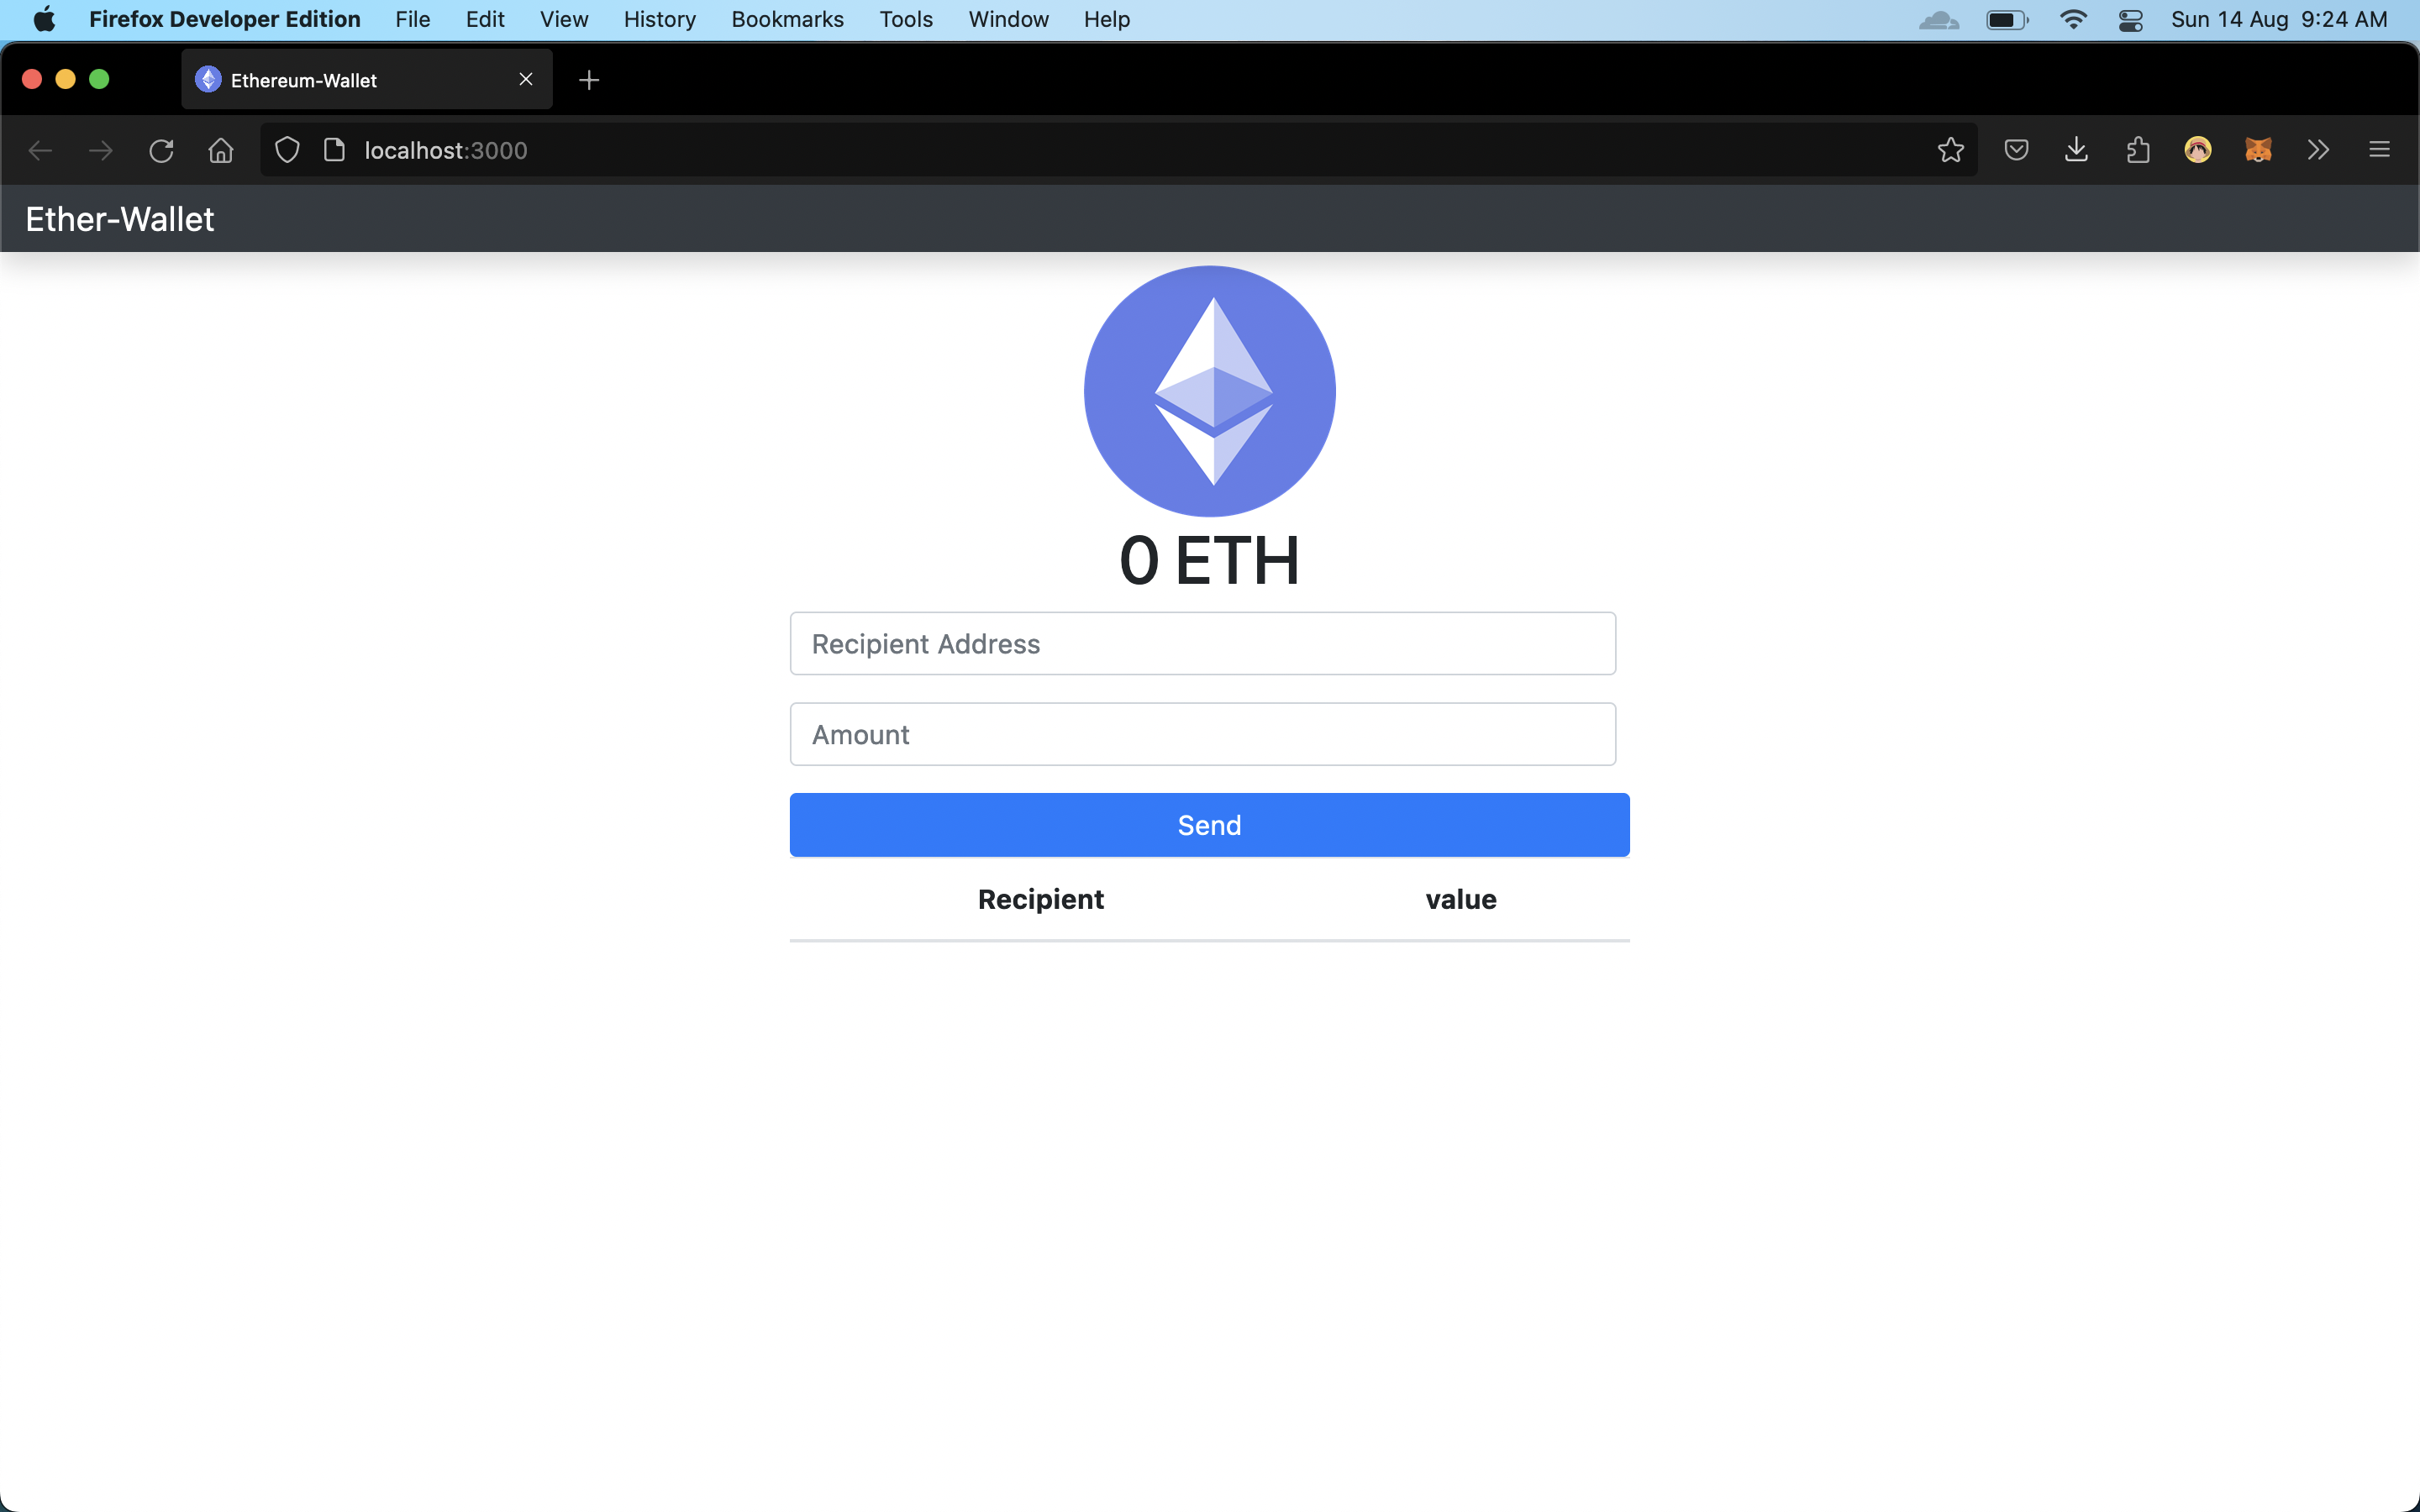 Firefox Developer Edition File Edit View History Bookmarks Tools Window Help Sun 14 Aug 9:24 AM
Ethereum-Wallet
localhost:3000
Ether-Wallet
0 ETH
Recipient Address
Amount
Send
Recipient value